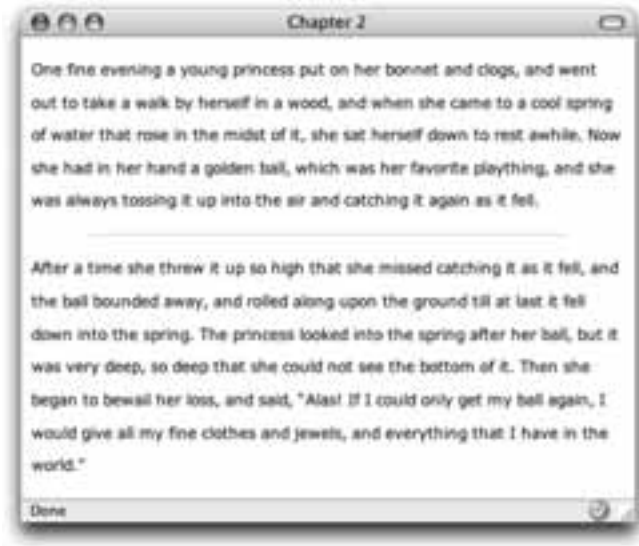 Chapter 2
One fine evening a young princess put on her bonnet and clogs, and went
out to take a walk by herself in a wood, and when she came to a cool spring
of water that rose in the midst of it, she sat herself down to rest awhile. Now
she had in her hand a golden ball, which was her favorite plaything, and she
was always tossing it up into the air and catching it again as it fell.
After a time she threw it up so high that she missed catching it as it fell, and
the ball bounded away, and rolled along upon the ground till at last it fell
down into the spring. The princess looked into the spring after her ball, but it
was very deep, so deep that she could not see the bottom of it. Then she
began to bewail her loss, and said, "Alas! If I could only get my ball again, I
would give all my fine clothes and jewels, and everything that I have in the
world."
Done